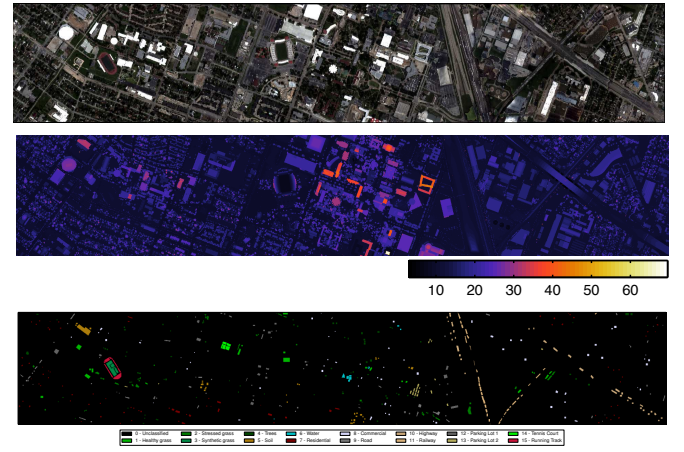 10 20 30 40 50 60
0 - Unclassified 2 - Stressed grass 4 - Trees 6 - Water 8 - Commercial 10 - Highway 12 - Parking Lot 1 14 - Tennis Court
1 - Healthy grass 3 - Synthetic grass 5 - Soil 7 - Residential 9 - Road 11 - Railway 13 - Parking Lot 2 15 - Running Track